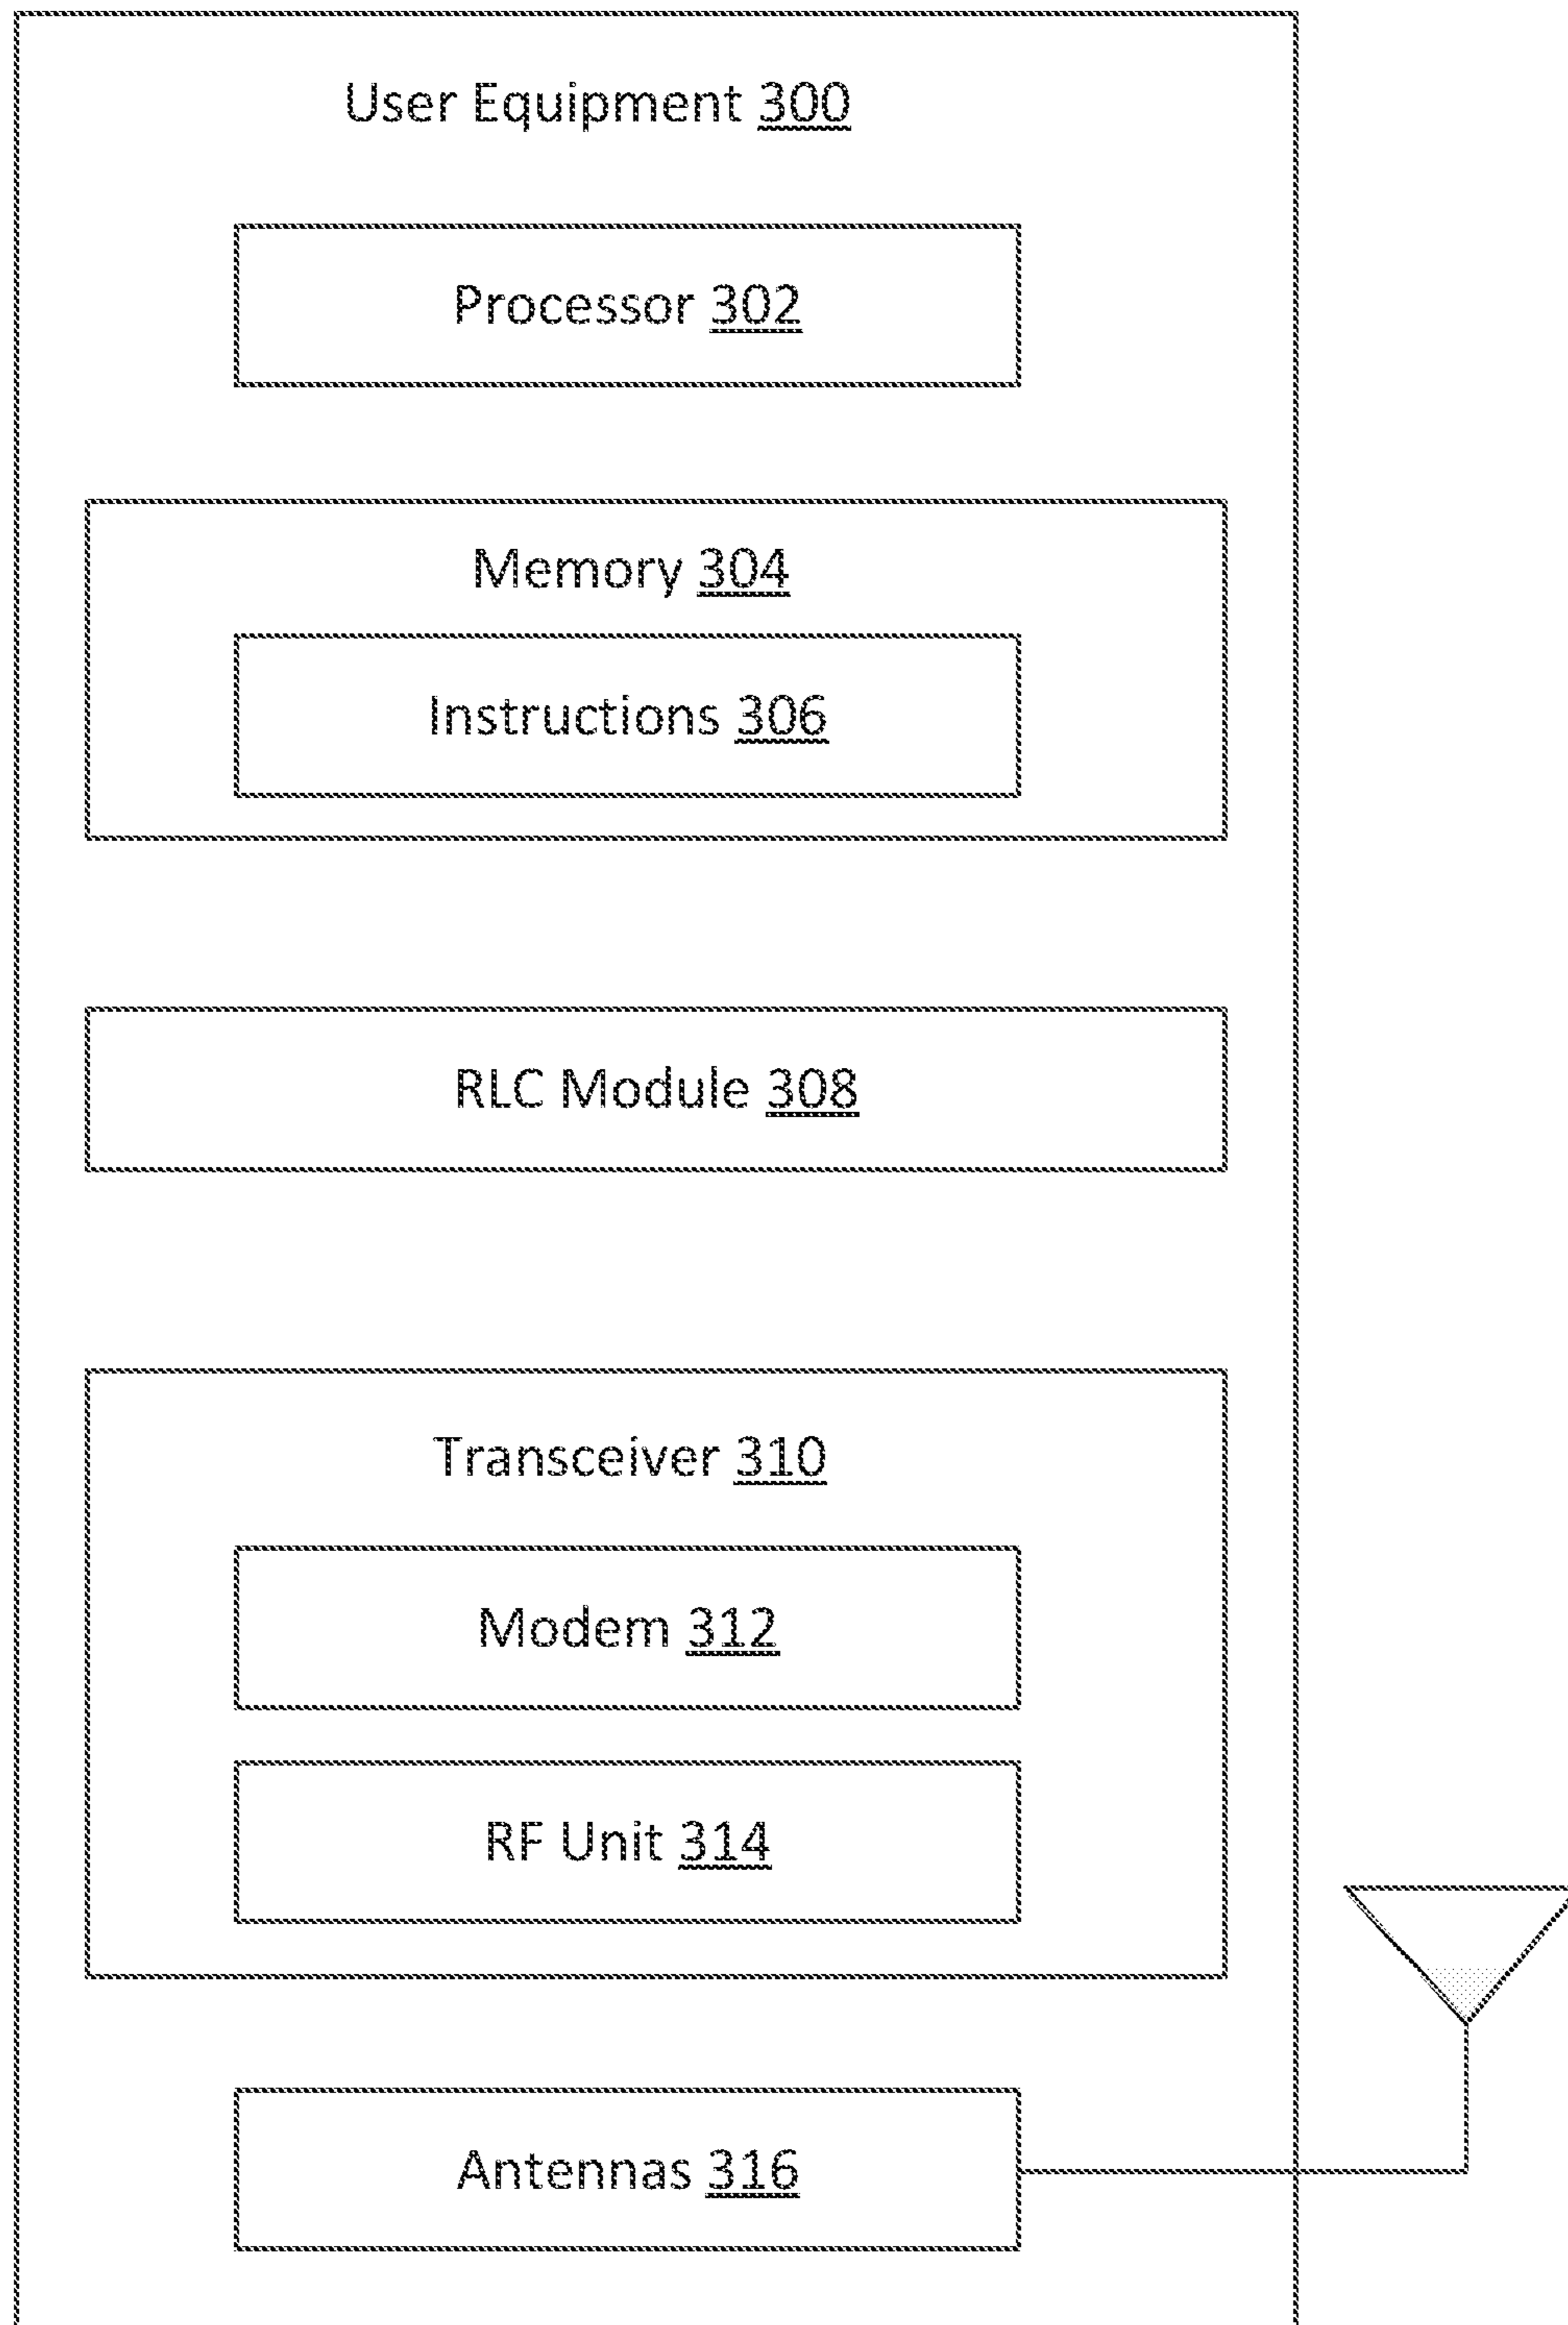 User Equipment 300
Processor 302
Memory 304
Instructions 306
RLC Module 308
Transceiver 310
Modem 312
RF Unit 314
Antennas 316